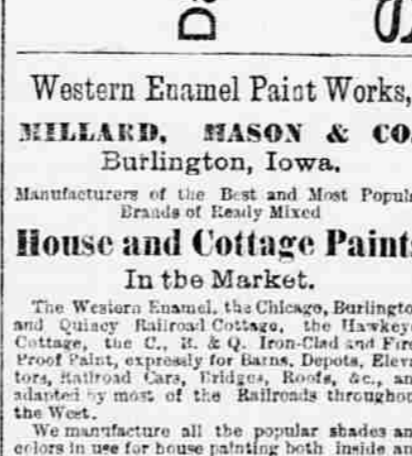 Da
Western Enamel Paint Works,
MILLARD, MASON & CO.
Burlington, Iowa.
Manufacturers of the Best and Most Popul
Brands of Ready Mixed
House and Cottage Paint
In the Market.
The Western Enamel, the Chicago, Burlingto
and Quincy Railroad Cottage, the Hawkey
Cottage, the C., B. & Q. Iron-Clad and Fire
Proof Paint, expressly for Barns, Depots, Eleva
tors, Railroad Cars, Bridges, Roofs, &c., an
adapted by most of the Railroads throughou
the West.
We manufacture all the popular shades an
colors in use for house painting both inside an